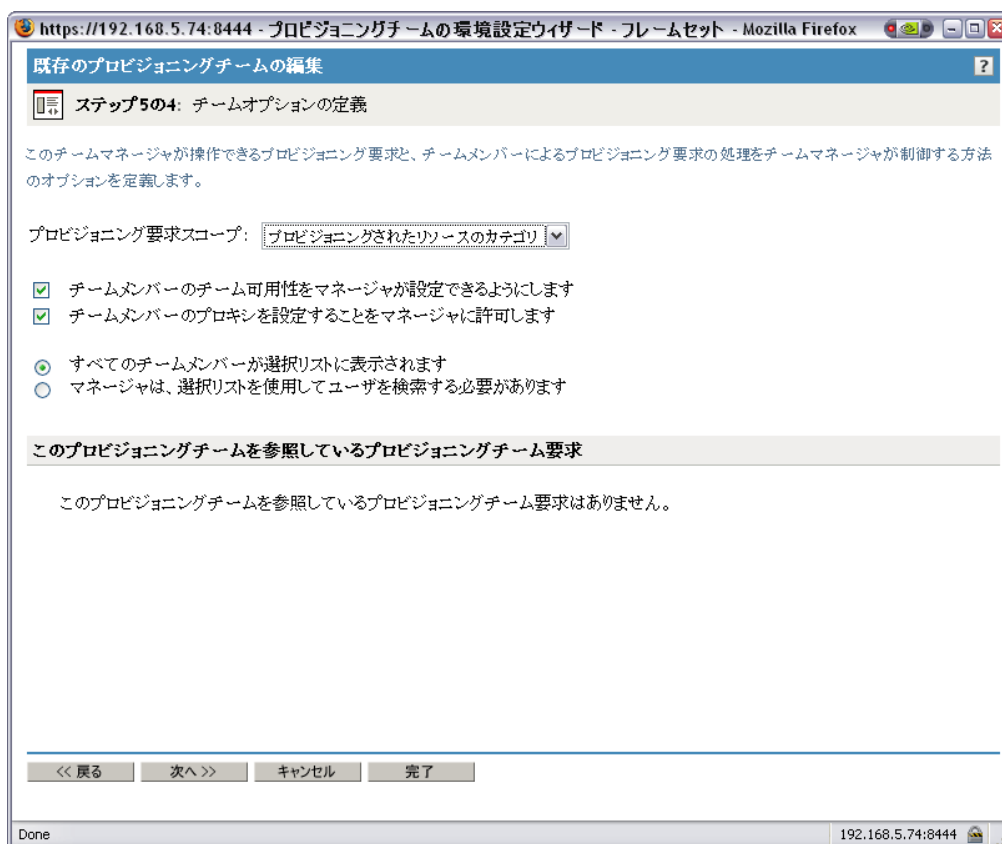 https://192.168.5.74:8444 - プロビジョニングチームの環境設定ウィザード - フレームセット - Mozilla Firefox
既存のプロビジョニングチームの編集
?
ステップ5の4: チームオプションの定義
このチームマネージャが操作できるプロビジョニング要求と、チームメンバーによるプロビジョニング要求の処理をチームマネージャが制御する方法
のオプションを定義します。
プロビジョニング要求スコープ: プロビジョニングされたリソースのカテゴリ
チームメンバーのチーム可用性をマネージャが設定できるようにします
チームメンバーのプロキシを設定することをマネージャに許可します
すべてのチームメンバーが選択リストに表示されます
マネージャは、選択リストを使用してユーザを検索する必要があります
このプロビジョニングチームを参照しているプロビジョニングチーム要求
このプロビジョニングチームを参照しているプロビジョニングチーム要求はありません。
<< 戻る 次へ >> キャンセル 完了
Done 192.168.5.74:8444